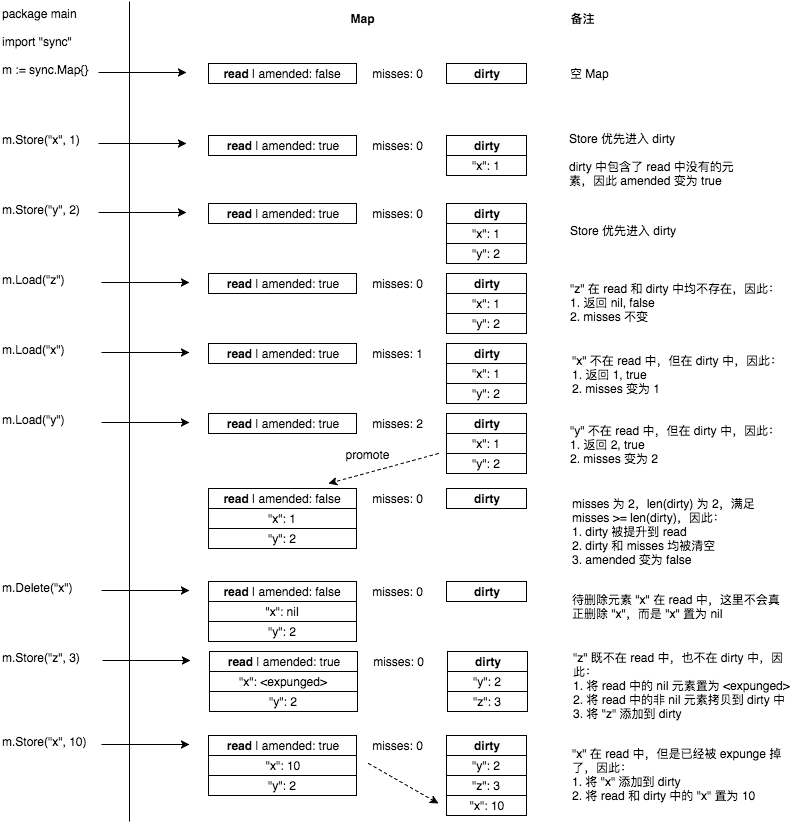 package main
Map
备注
import "sync"
m := sync.Map{}
read | amended: false
misses: 0
dirty
空 Map
m.Store("x", 1)
read | amended: true
misses: 0
dirty
"x": 1
Store 优先进入 dirty
dirty 中包含了 read 中没有的元
素，因此 amended 变为 true
m.Store("y", 2)
read | amended: true
misses: 0
dirty
"x": 1
"y": 2
Store 优先进入 dirty
m.Load("z")
read | amended: true
misses: 0
dirty
"x": 1
"y": 2
"z" 在 read 和 dirty 中均不存在，因此：
1. 返回 nil, false
2. misses 不变
m.Load("x")
read | amended: true
misses: 1
dirty
"x": 1
"y": 2
"x" 不在 read 中，但在 dirty 中，因此：
1. 返回 1, true
2. misses 变为 1
m.Load("y")
read | amended: true
misses: 2
dirty
"x": 1
"y": 2
"y" 不在 read 中，但在 dirty 中，因此：
1. 返回 2, true
2. misses 变为 2
promote
read | amended: false
"x": 1
"y": 2
misses: 0
dirty
misses 为 2，len(dirty) 为 2，满足
misses >= len(dirty)，因此：
1. dirty 被提升到 read
2. dirty 和 misses 均被清空
3. amended 变为 false
m.Delete("x")
read | amended: false
"x": nil
"y": 2
misses: 0
dirty
待删除元素 "x" 在 read 中，这里不会真
正删除 "x"，而是 "x" 置为 nil
m.Store("z", 3)
read | amended: true
"x": <expunged>
"y": 2
misses: 0
dirty
"y": 2
"z": 3
"z" 既不在 read 中，也不在 dirty 中，因
此：
1. 将 read 中的 nil 元素置为 <expunged>
2. 将 read 中的非 nil 元素拷贝到 dirty 中
3. 将 "z" 添加到 dirty
m.Store("x", 10)
read | amended: true
"x": 10
"y": 2
misses: 0
dirty
"y": 2
"z": 3
"x": 10
"x" 在 read 中，但是已经被 expunge 掉
了，因此：
1. 将 "x" 添加到 dirty
2. 将 read 和 dirty 中的 "x" 置为 10